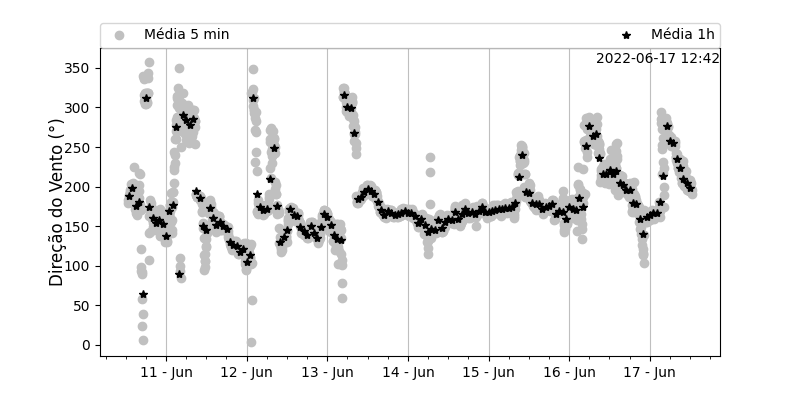 Média 5 min
Média 1h
2022-06-17 12:42
Direção do Vento (°)
350
300
250
200
150
100
50
0
11 - Jun
12 - Jun
13 - Jun
14 - Jun
15 - Jun
16 - Jun
17 - Jun